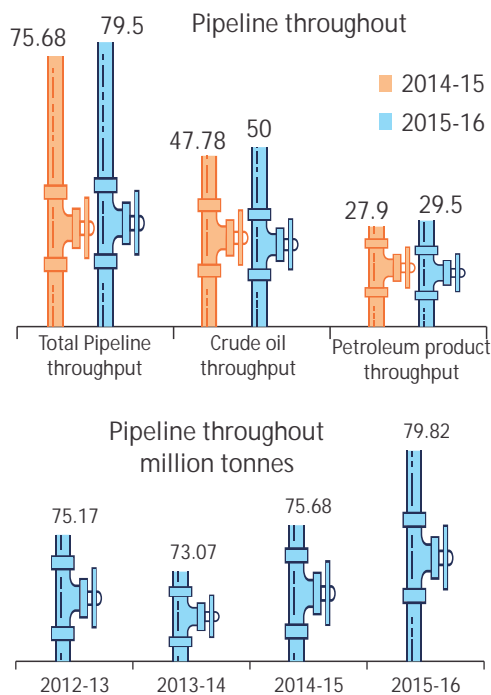 Pipeline throughout
75.68
79.5
2014-15
2015-16
47.78
50
27.9
29.5
Total Pipeline
throughput
Crude oil
throughput
Petroleum product
throughput
Pipeline throughout
million tonnes
75.17
73.07
75.68
79.82
2012-13
2013-14
2014-15
2015-16